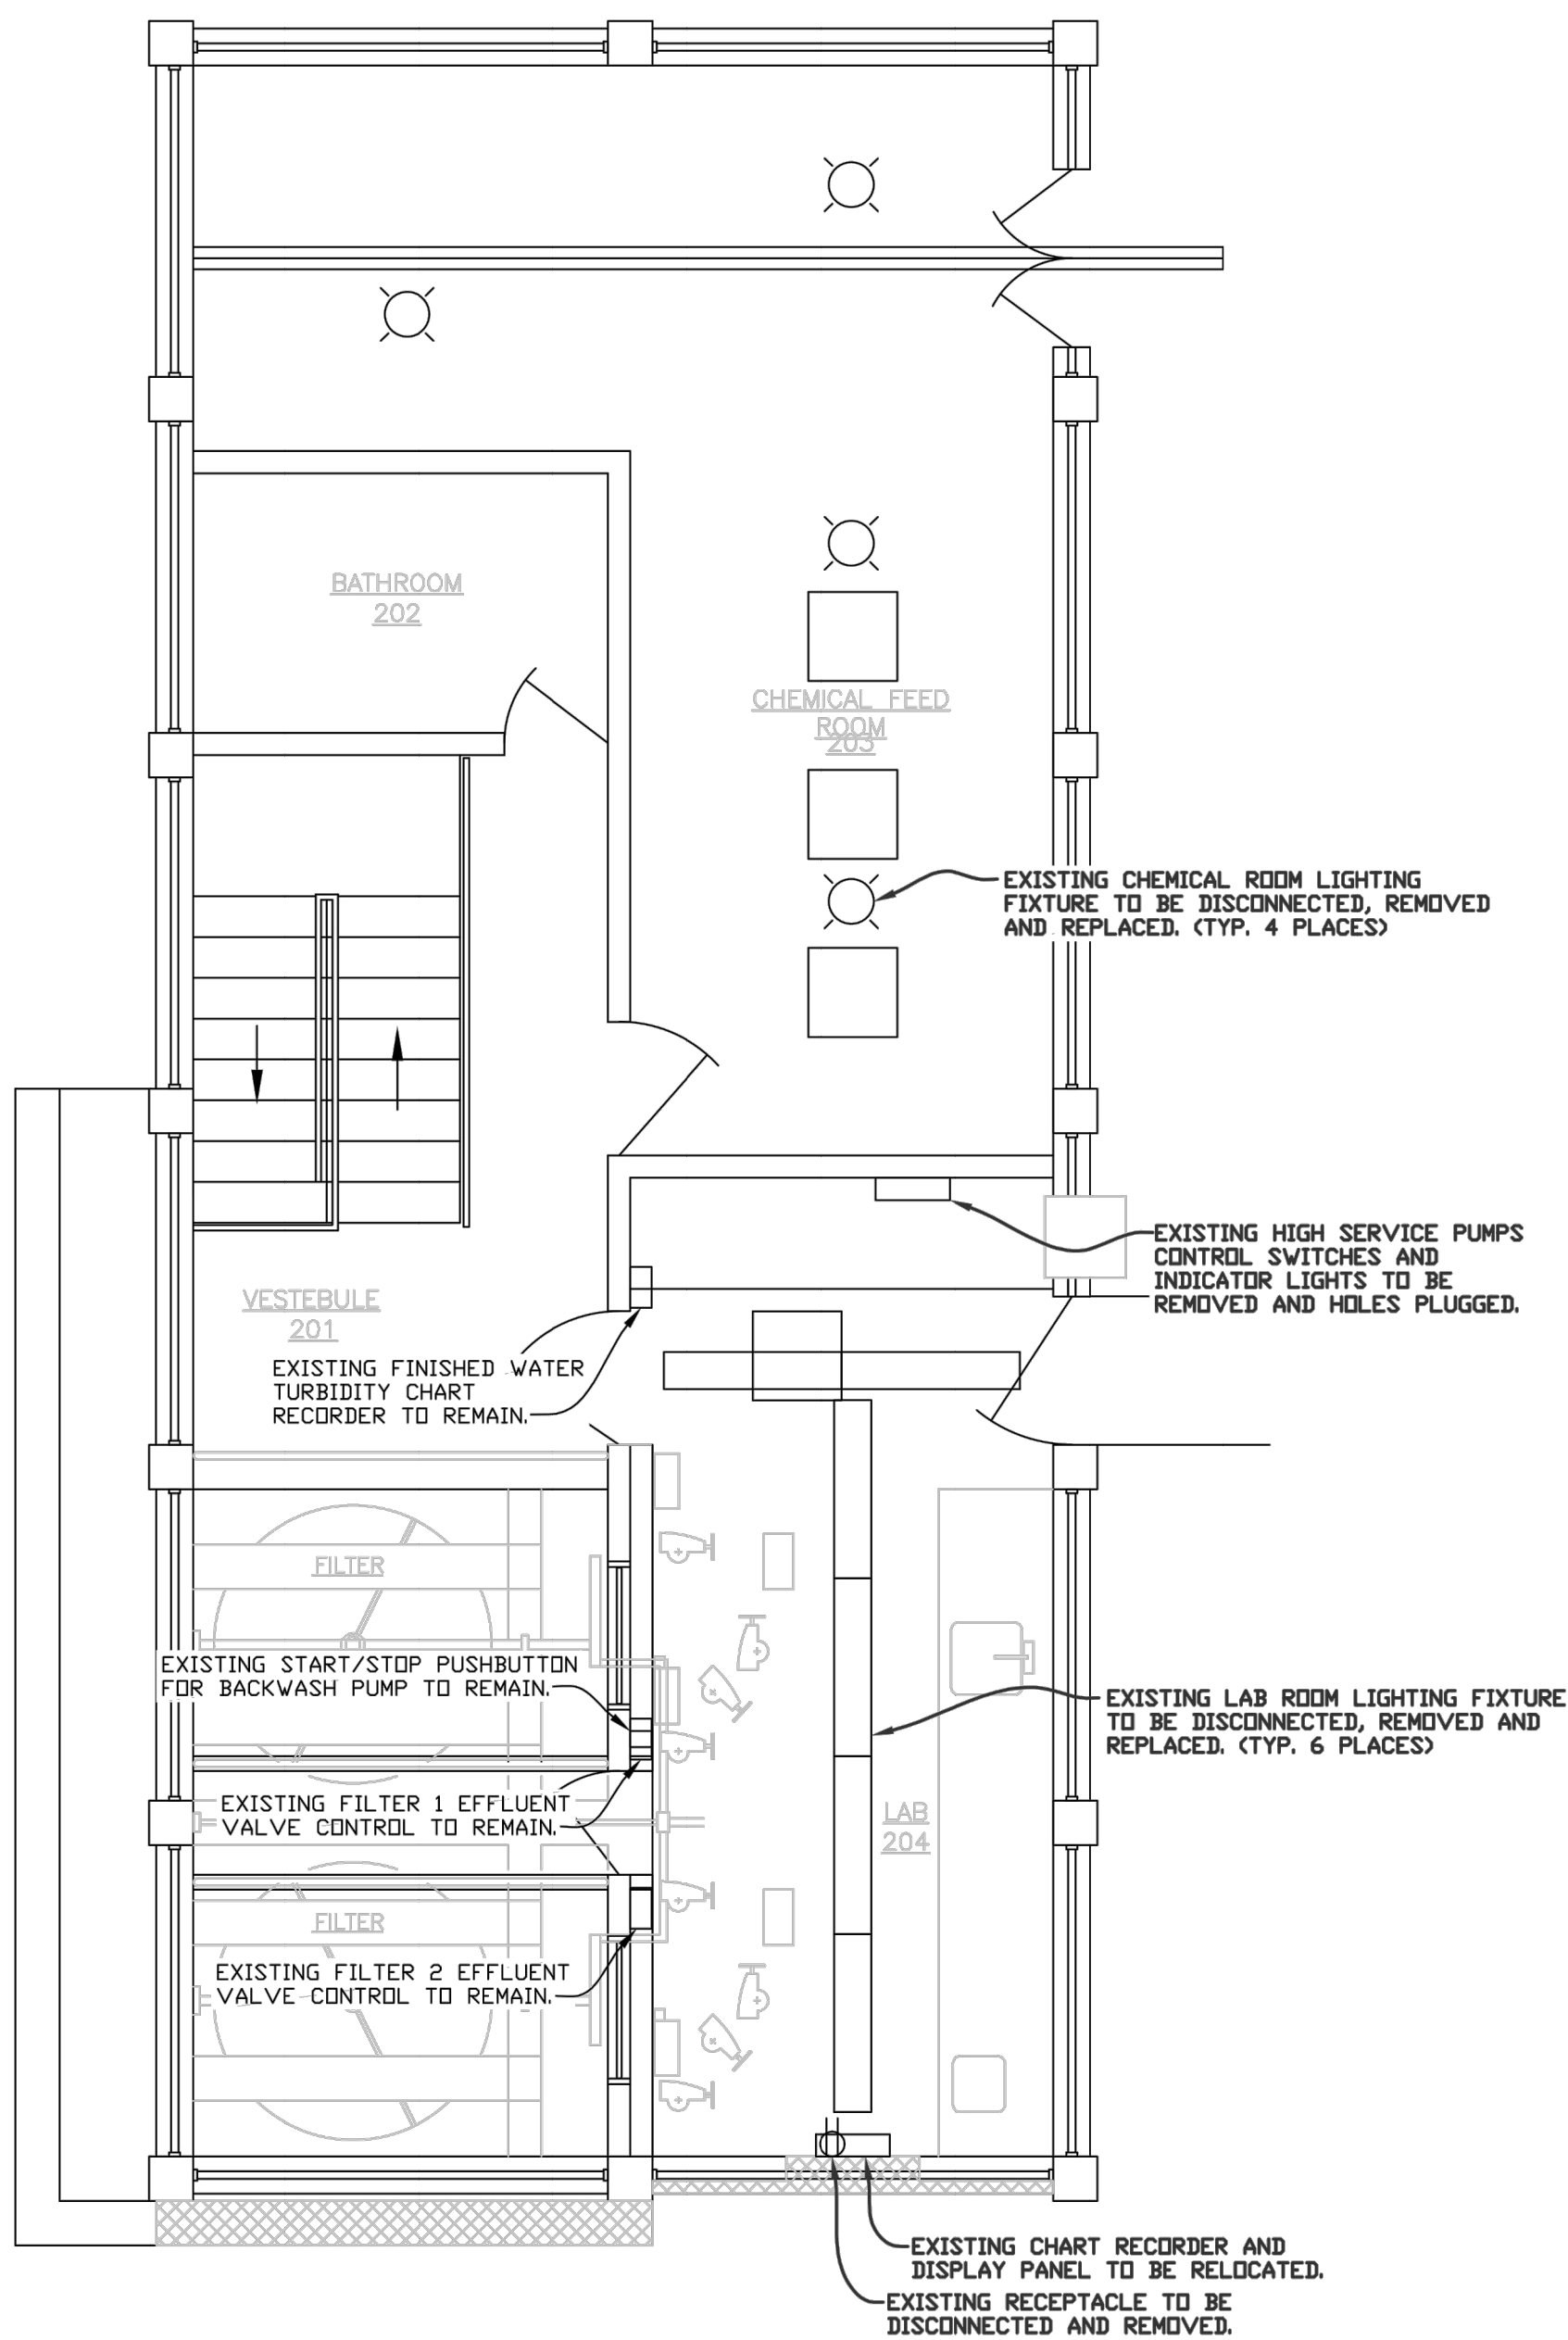 BATHROOM
202
CHEMICAL FEED
ROOM
203
EXISTING CHEMICAL ROOM LIGHTING
FIXTURE TO BE DISCONNECTED, REMOVED
AND REPLACED. (TYP. 4 PLACES)
EXISTING HIGH SERVICE PUMPS
CONTROL SWITCHES AND
INDICATOR LIGHTS TO BE
REMOVED AND HOLES PLUGGED.
VESTEBULE
201
EXISTING FINISHED WATER
TURBIDITY CHART
RECORDER TO REMAIN.
FILTER
EXISTING START/STOP PUSHBUTTON
FOR BACKWASH PUMP TO REMAIN.
EXISTING LAB ROOM LIGHTING FIXTURE
TO BE DISCONNECTED, REMOVED AND
REPLACED. (TYP. 6 PLACES)
EXISTING FILTER 1 EFFLUENT
VALVE CONTROL TO REMAIN.
LAB
204
FILTER
EXISTING FILTER 2 EFFLUENT
VALVE CONTROL TO REMAIN.
EXISTING CHART RECORDER AND
DISPLAY PANEL TO BE RELOCATED.
EXISTING RECEPTACLE TO BE
DISCONNECTED AND REMOVED.